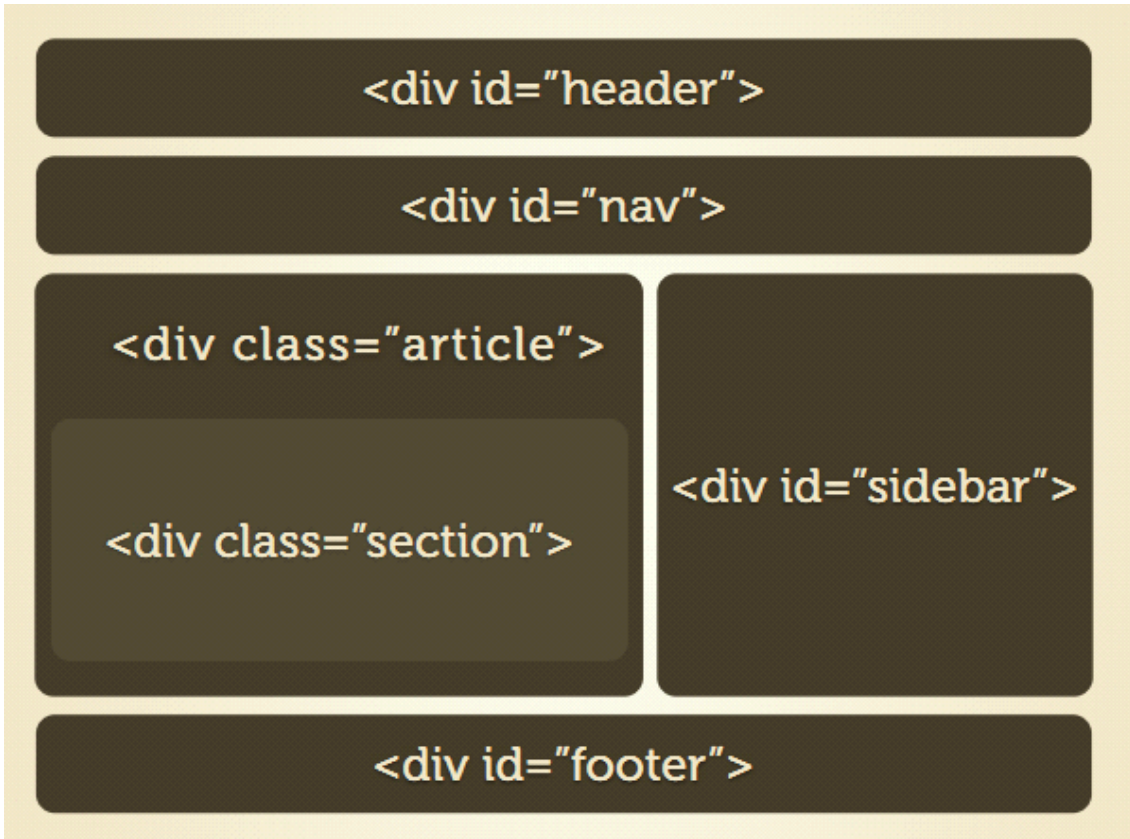 <div id=”header”>
<div id=”nav”>
<div class=”article”>
<div class=”section”>
<div id=”sidebar”>
<div id=”footer”>